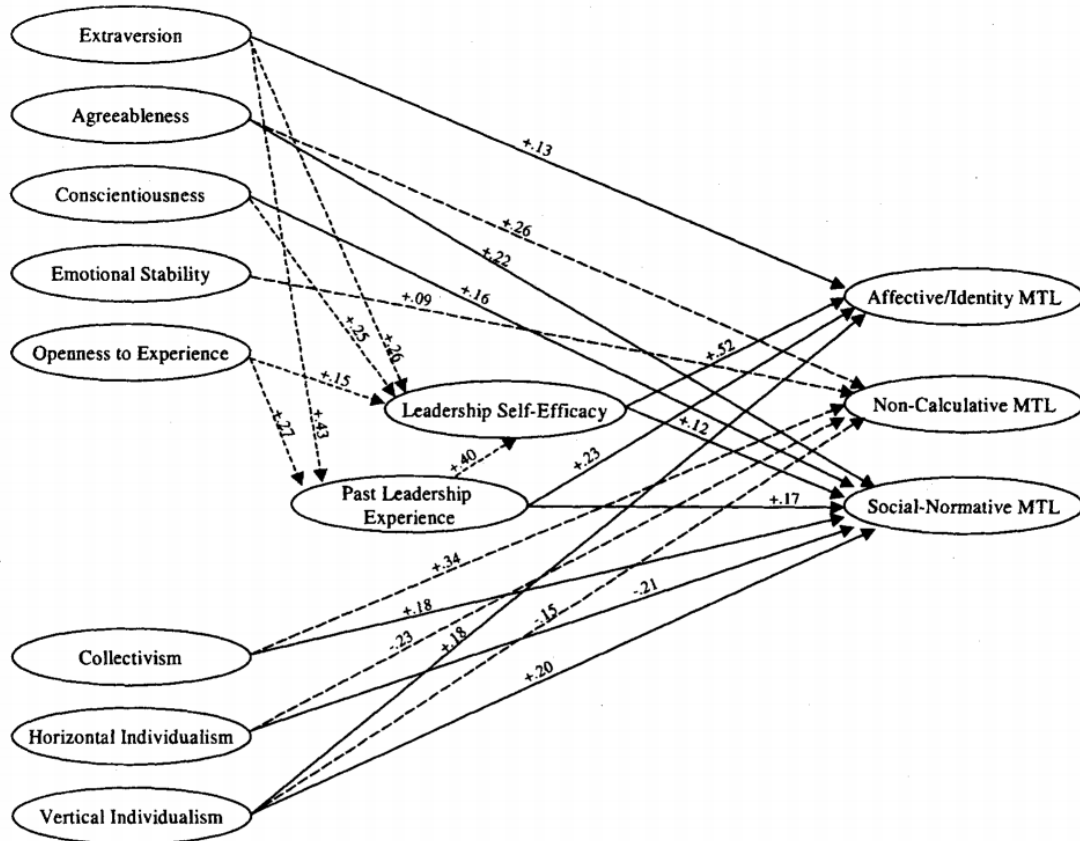 Extraversion
Agreeableness
Conscientiousness
Emotional Stability
Openness to Experience
Leadership Self-Efficacy
Past Leadership
Experience
Collectivism
Horizontal Individualism
Vertical Individualism
Affective/Identity MTL
Non-Calculative MTL
Social-Normative MTL
+.13
+.26
+.22
+.16
+.09
+.25
+.26
+.15
+.27
+.43
+.40
+.52
+.12
+.23
+.17
+.34
+.18
-.23
-.21
+.18
-.15
+.20